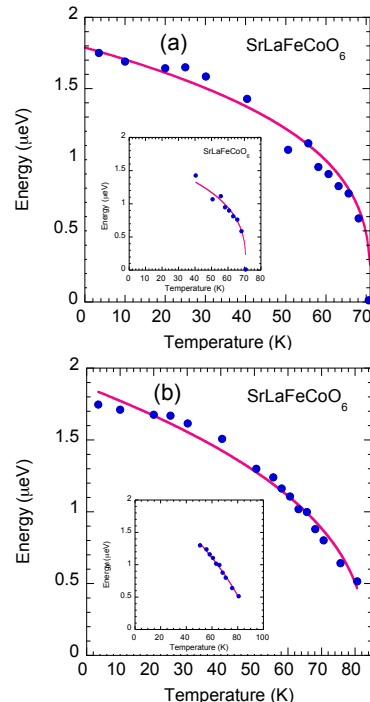 (a) SrLaFeCoO6
2
1.5
1
0.5
0
Energy (µeV)
SrLaFeCoO6
2
1.5
1
0.5
0
Energy (µeV)
0 10 20 30 40 50 60 70 80
Temperature (K)
0 10 20 30 40 50 60 70
Temperature (K)
(b) SrLaFeCoO6
2
1.5
1
0.5
0
Energy (µeV)
2
1.5
1
0.5
0
Energy (µeV)
0 20 40 60 80 100
Temperature (K)
0 10 20 30 40 50 60 70 80
Temperature (K)